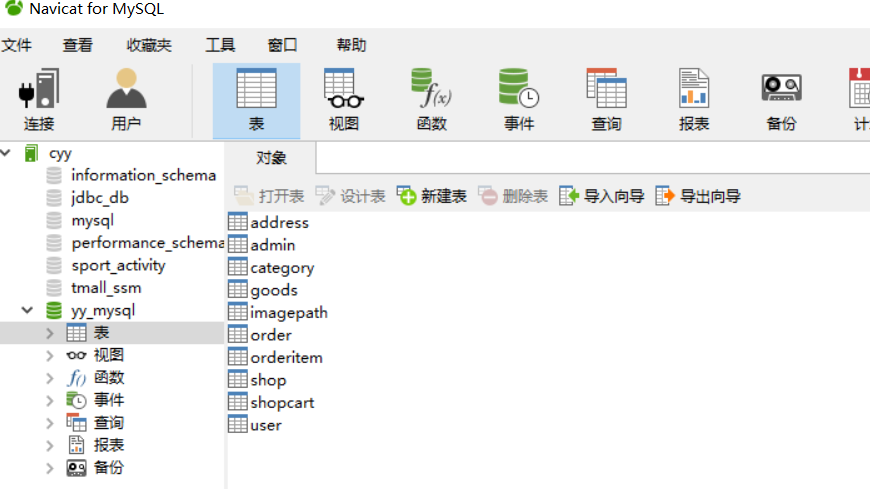 Navicat for MySQL
文件 查看 收藏夹 工具 窗口 帮助
连接 用户 表 视图 函数 事件 查询 报表 备份 计
cyy
information_schema
jdbc_db
mysql
performance_schema
sport_activity
tmall_ssm
yy_mysql
表
视图
函数
事件
查询
报表
备份
对象
打开表 设计表 新建表 删除表 导入向导 导出向导
address
admin
category
goods
imagepath
order
orderitem
shop
shopcart
user